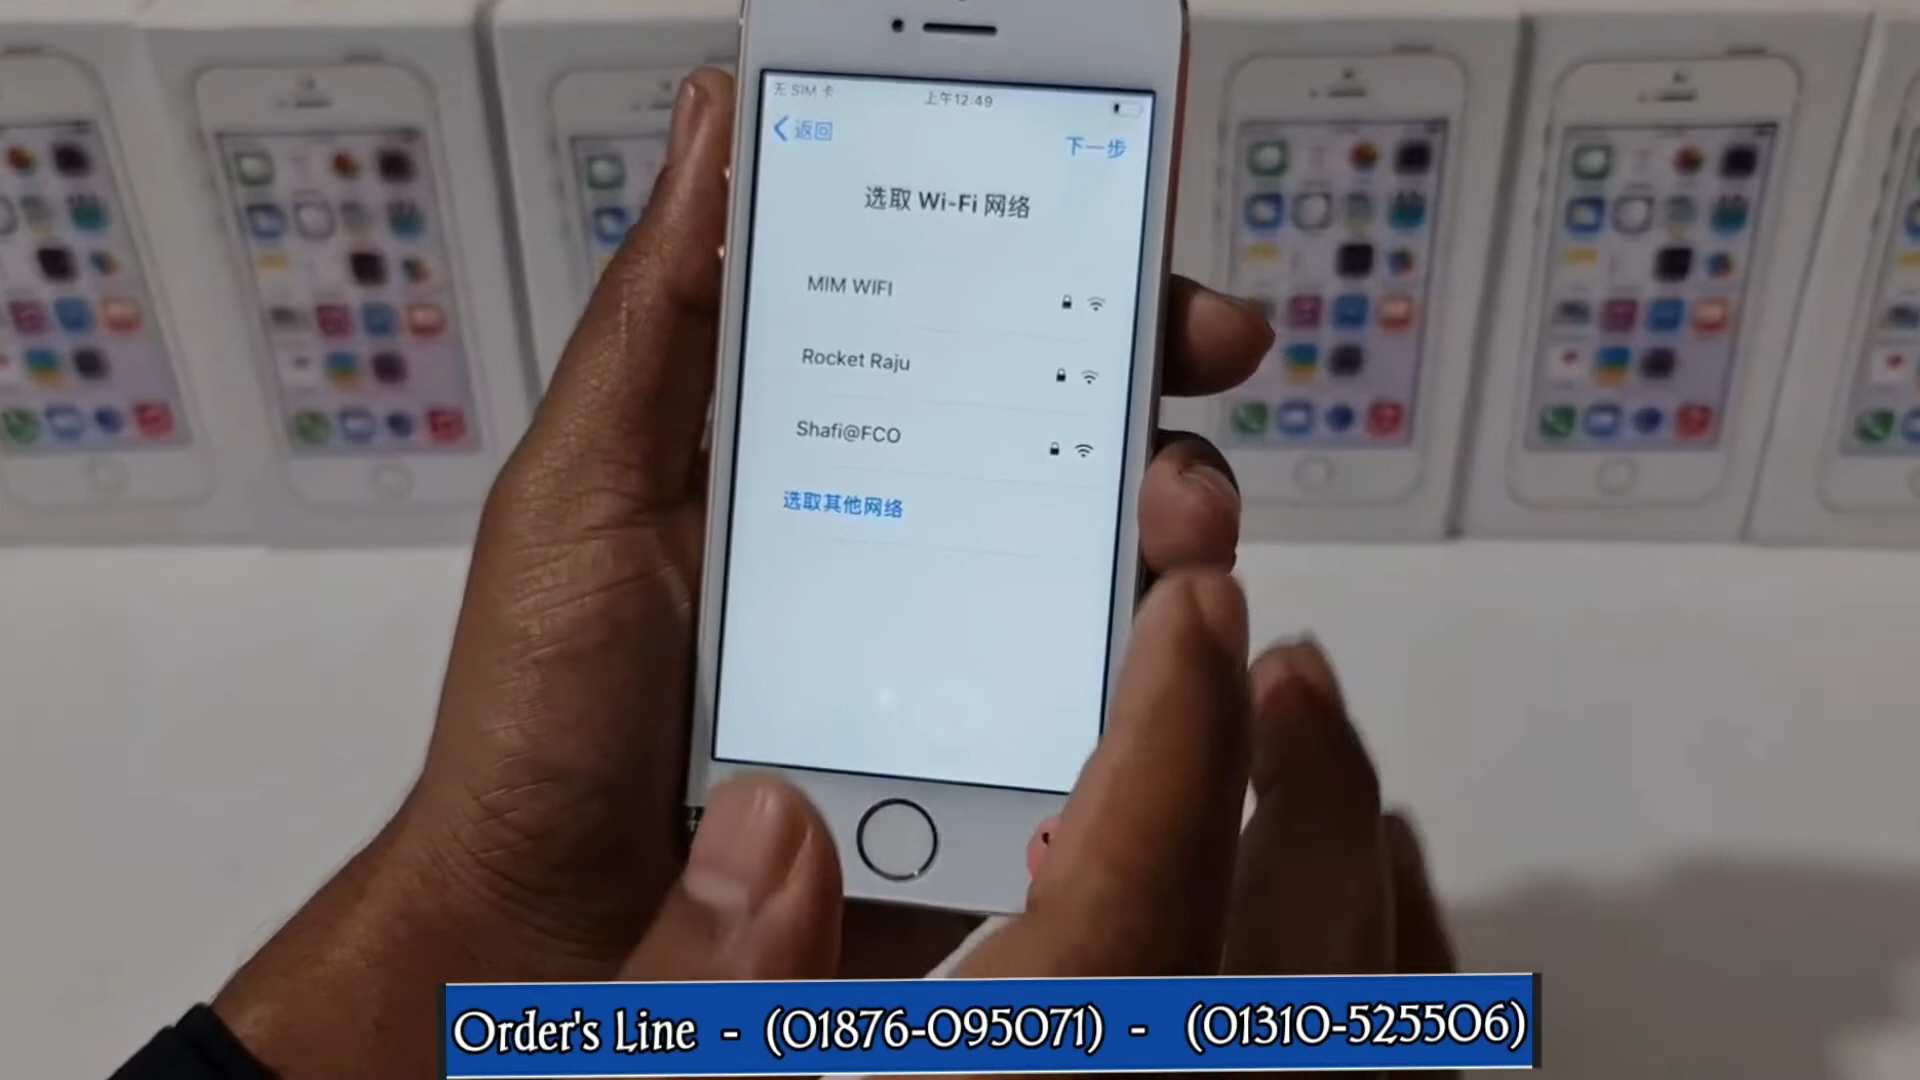 无 SIM 卡
上午12:49
返回
下一步
选取 Wi-Fi 网络
MIM WIFI
Rocket Raju
Shafi@FCO
选取其他网络
Order's Line - (01876-095071) - (01310-525506)